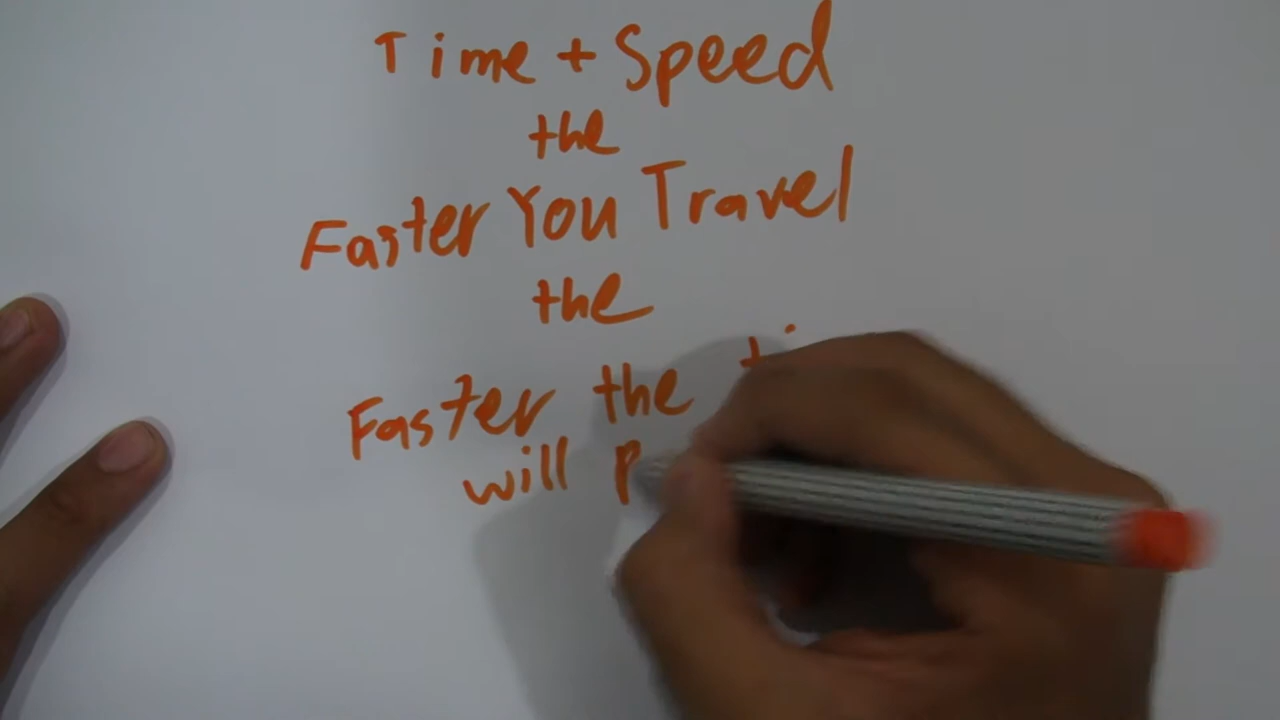 Time + Speed
the
Faster You Travel
the
Faster the
will